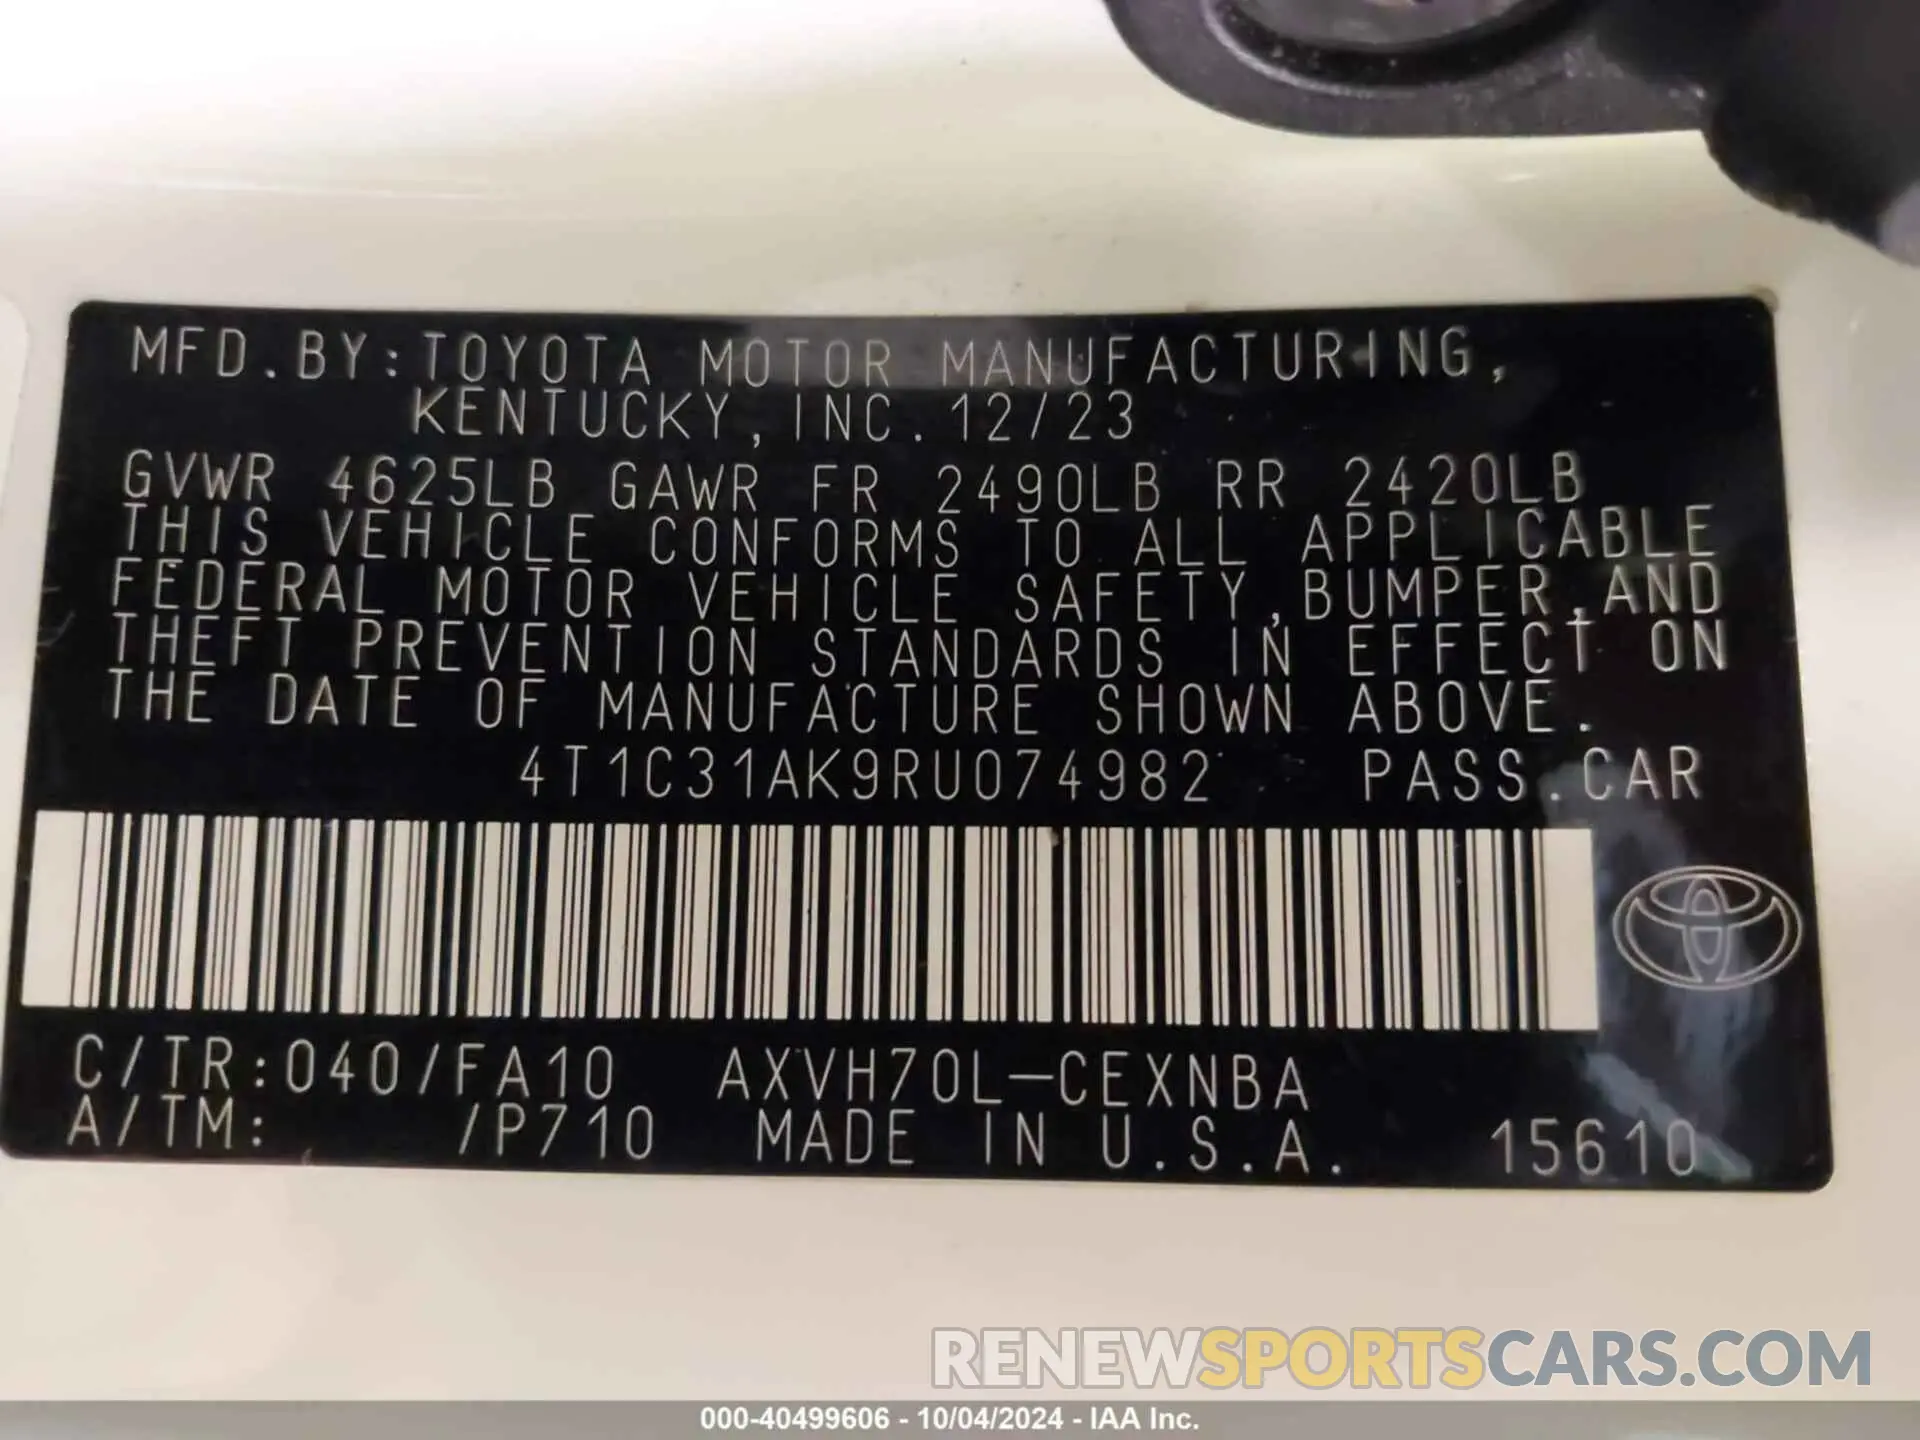 MFD.BY:TOYOTA MOTOR MANUFACTURING,
KENTUCKY, INC. 12/23
GVWR 4625LB GAWR FR 2490LB RR 2420LB
THIS VEHICLE CONFORMS TO ALL APPLICABLE
FEDERAL MOTOR VEHICLE SAFETY,BUMPER,AND
THEFT PREVENTION STANDARDS IN EFFECT ON
THE DATE OF MANUFACTURE SHOWN ABOVE.
4T1C31AK9RU074982 PASS.CAR
C/TR:040/FA10 AXVH70L-CEXNBA
A/TM: /P710 MADE IN U.S.A. 15610
RENEWSPORTSCARS.COM
000-40499606 - 10/04/2024 - IAA Inc.